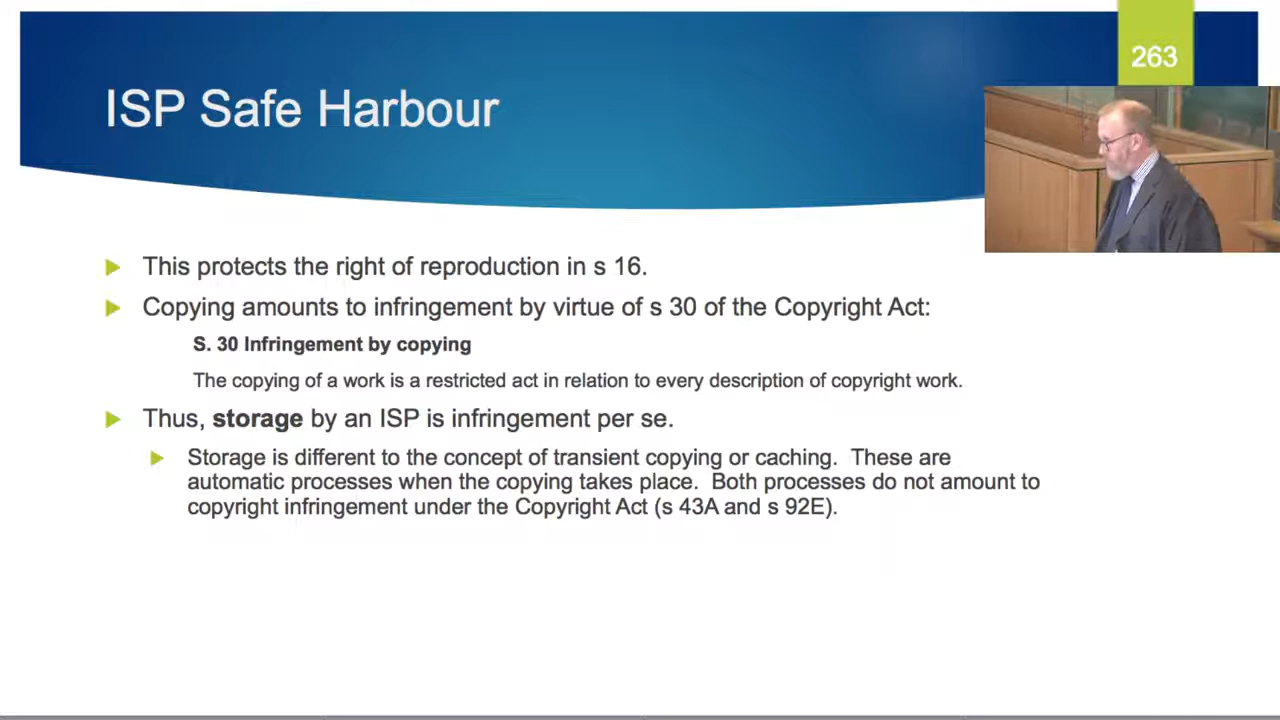 263
ISP Safe Harbour
This protects the right of reproduction in s 16.
Copying amounts to infringement by virtue of s 30 of the Copyright Act:
S. 30 Infringement by copying
The copying of a work is a restricted act in relation to every description of copyright work.
Thus, storage by an ISP is infringement per se.
Storage is different to the concept of transient copying or caching. These are
automatic processes when the copying takes place. Both processes do not amount to
copyright infringement under the Copyright Act (s 43A and s 92E).